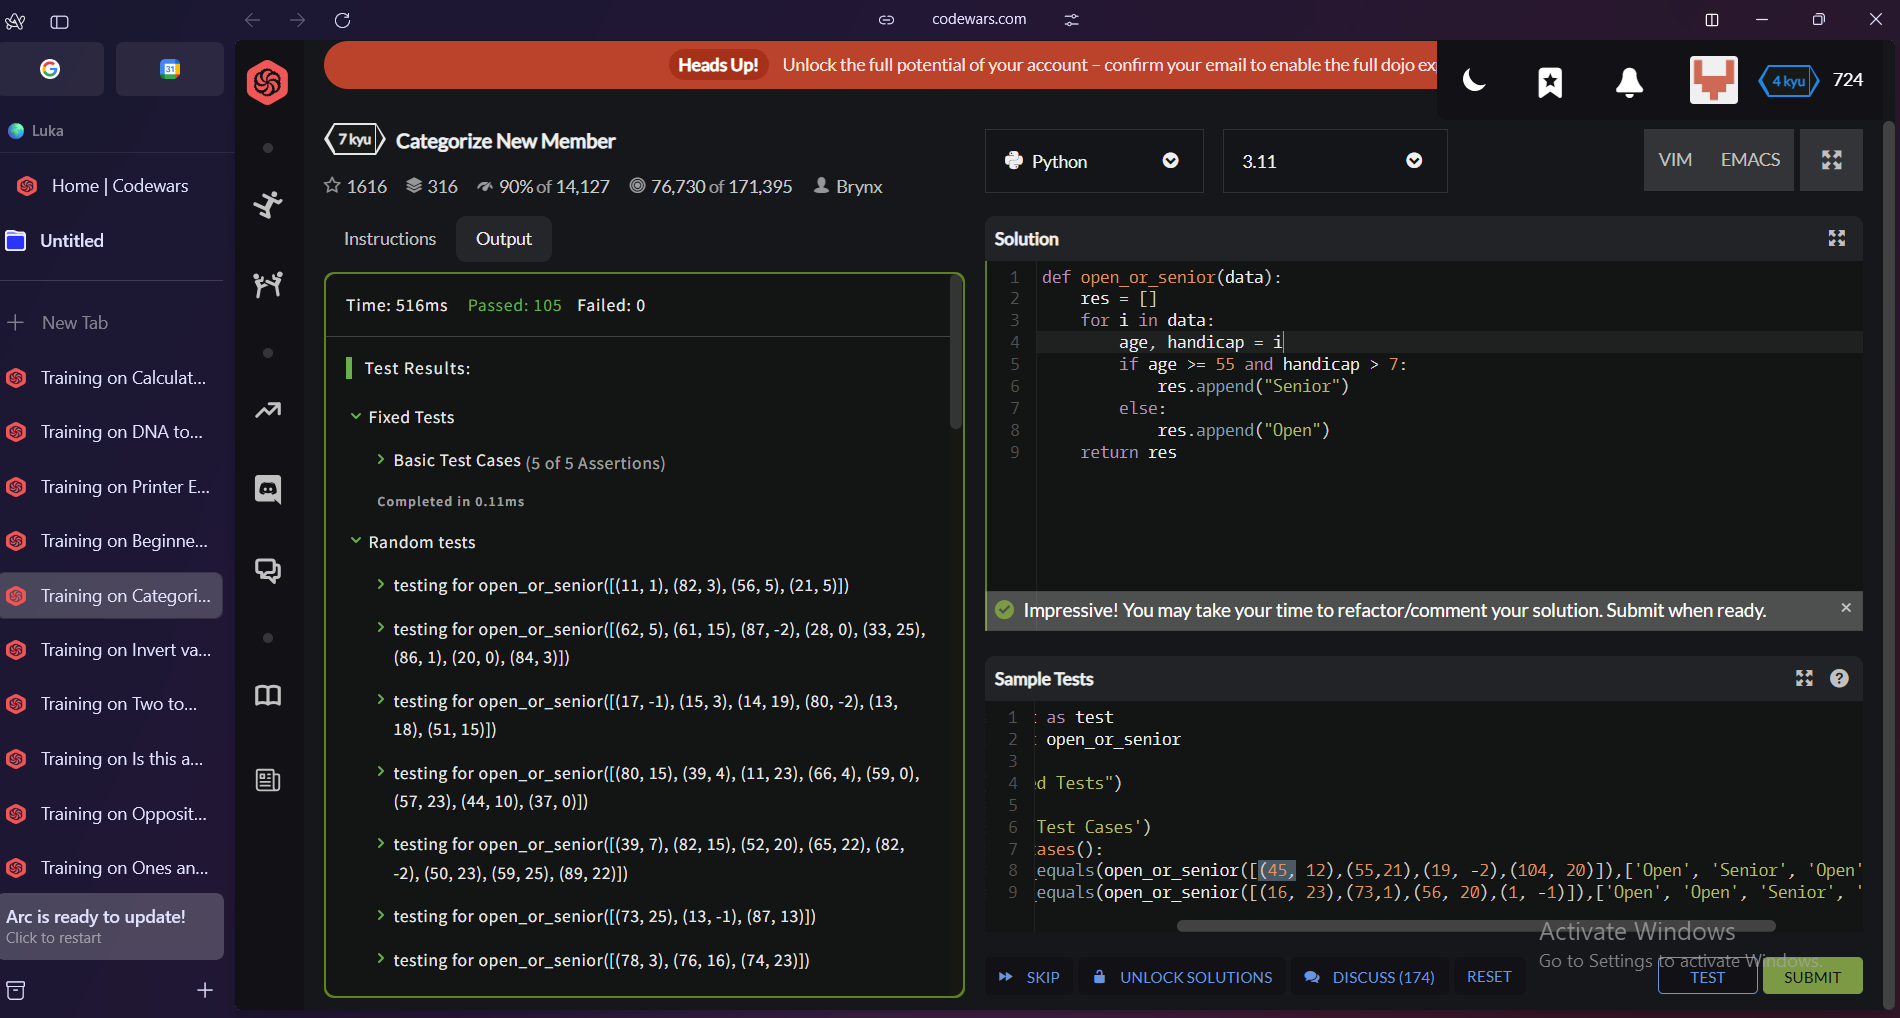 codewars.com
31
Luka
Home | Codewars
Untitled
New Tab
Training on Calculat...
Training on DNA to...
Training on Printer E...
Training on Beginne...
Training on Categori...
Training on Invert va...
Training on Two to...
Training on Is this a...
Training on Opposit...
Training on Ones an...
Arc is ready to update!
Click to restart
Heads Up! Unlock the full potential of your account – confirm your email to enable the full dojo ex
4 kyu 724
7 kyu Categorize New Member
1616 316 90% of 14,127 76,730 of 171,395 Brynx
Instructions Output
Time: 516ms Passed: 105 Failed: 0
Test Results:
Fixed Tests
Basic Test Cases (5 of 5 Assertions)
Completed in 0.11ms
Random tests
testing for open_or_senior([(11, 1), (82, 3), (56, 5), (21, 5)])
testing for open_or_senior([(62, 5), (61, 15), (87, -2), (28, 0), (33, 25),
(86, 1), (20, 0), (84, 3)])
testing for open_or_senior([(17, -1), (15, 3), (14, 19), (80, -2), (13,
18), (51, 15)])
testing for open_or_senior([(80, 15), (39, 4), (11, 23), (66, 4), (59, 0),
(57, 23), (44, 10), (37, 0)])
testing for open_or_senior([(39, 7), (82, 15), (52, 20), (65, 22), (82,
-2), (50, 23), (59, 25), (89, 22)])
testing for open_or_senior([(73, 25), (13, -1), (87, 13)])
testing for open_or_senior([(78, 3), (76, 16), (74, 23)])
Python 3.11 VIM EMACS
Solution
1 def open_or_senior(data):
2 res = []
3 for i in data:
4 age, handicap = i
5 if age >= 55 and handicap > 7:
6 res.append("Senior")
7 else:
8 res.append("Open")
9 return res
Impressive! You may take your time to refactor/comment your solution. Submit when ready.
Sample Tests
1 as test
2 open_or_senior
3
4 d Tests")
5
6 Test Cases')
7 ases():
8 equals(open_or_senior([(45, 12),(55,21),(19, -2),(104, 20)]),['Open', 'Senior', 'Open'
9 equals(open_or_senior([(16, 23),(73,1),(56, 20),(1, -1)]),['Open', 'Open', 'Senior', '
Activate Windows
Go to Settings to activate Windows.
SKIP UNLOCK SOLUTIONS DISCUSS (174) RESET TEST SUBMIT